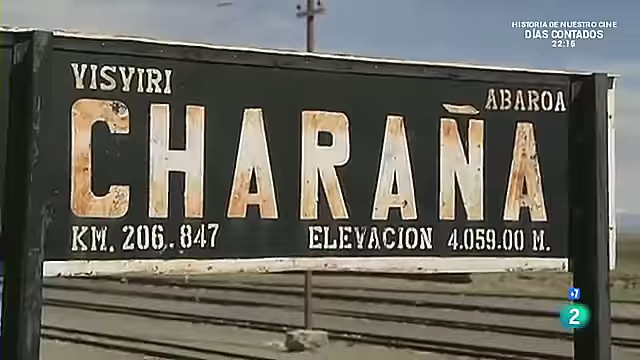 HISTORIA DE NUESTRO CINE
DÍAS CONTADOS
22:15
VISVIRI
ABAROA
CHARAÑA
KM. 206..847
ELEVACION 4.059.00 M.
+7
2